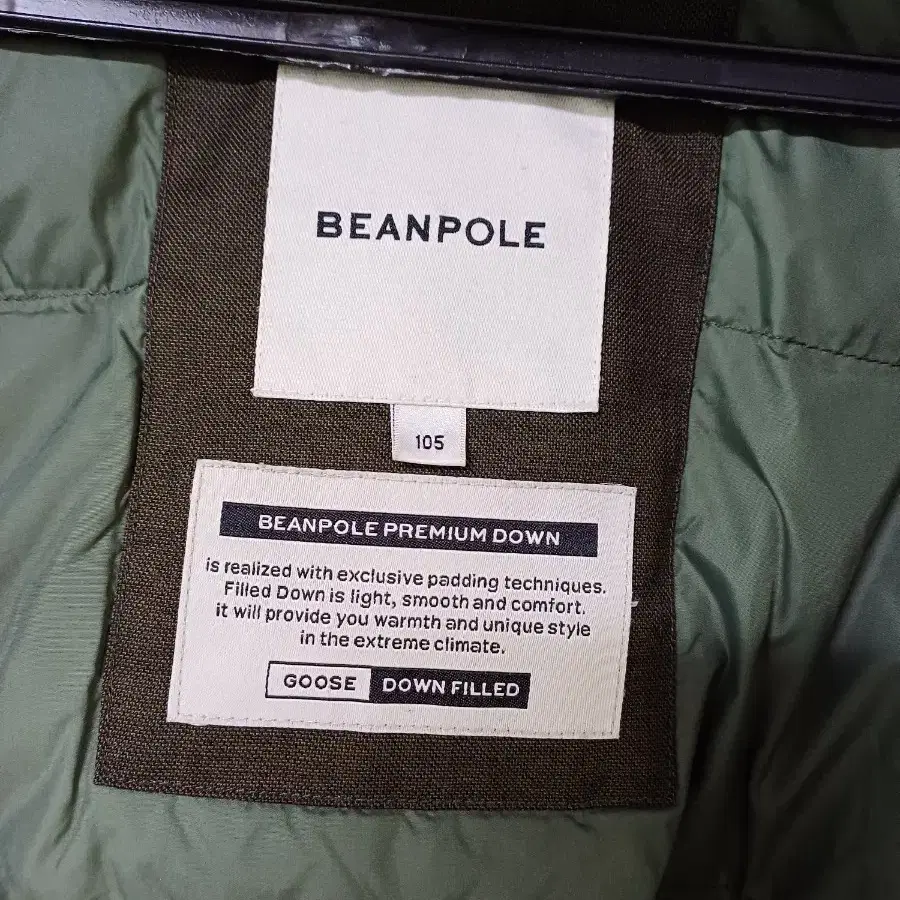 BEANPOLE
105
BEANPOLE PREMIUM DOWN
is realized with exclusive padding techniques.
Filled Down is light, smooth and comfort.
it will provide you warmth and unique style
in the extreme climate.
GOOSE DOWN FILLED